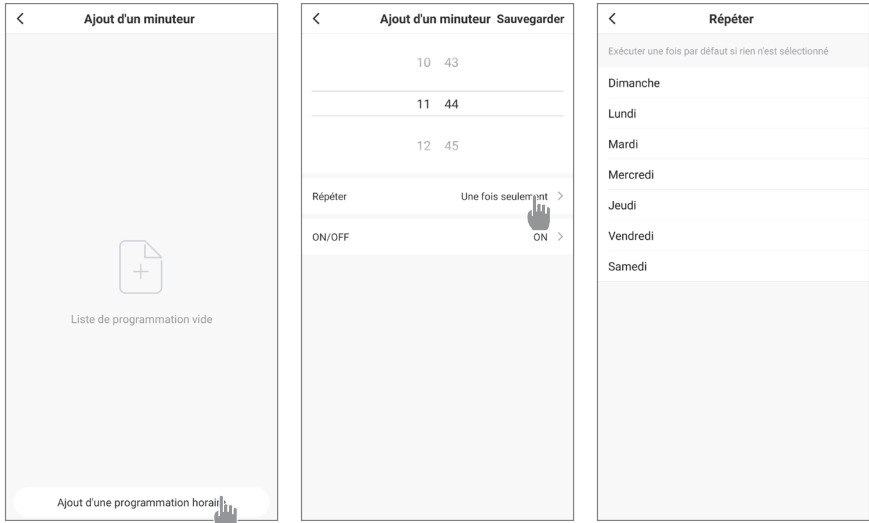 Ajout d'un minuteur
Liste de programmation vide
Ajout d'une programmation horaire
Ajout d'un minuteur Sauvegarder
10 43
11 44
12 45
Répéter Une fois seulement
ON/OFF ON
Répéter
Exécuter une fois par défaut si rien n'est sélectionné
Dimanche
Lundi
Mardi
Mercredi
Jeudi
Vendredi
Samedi